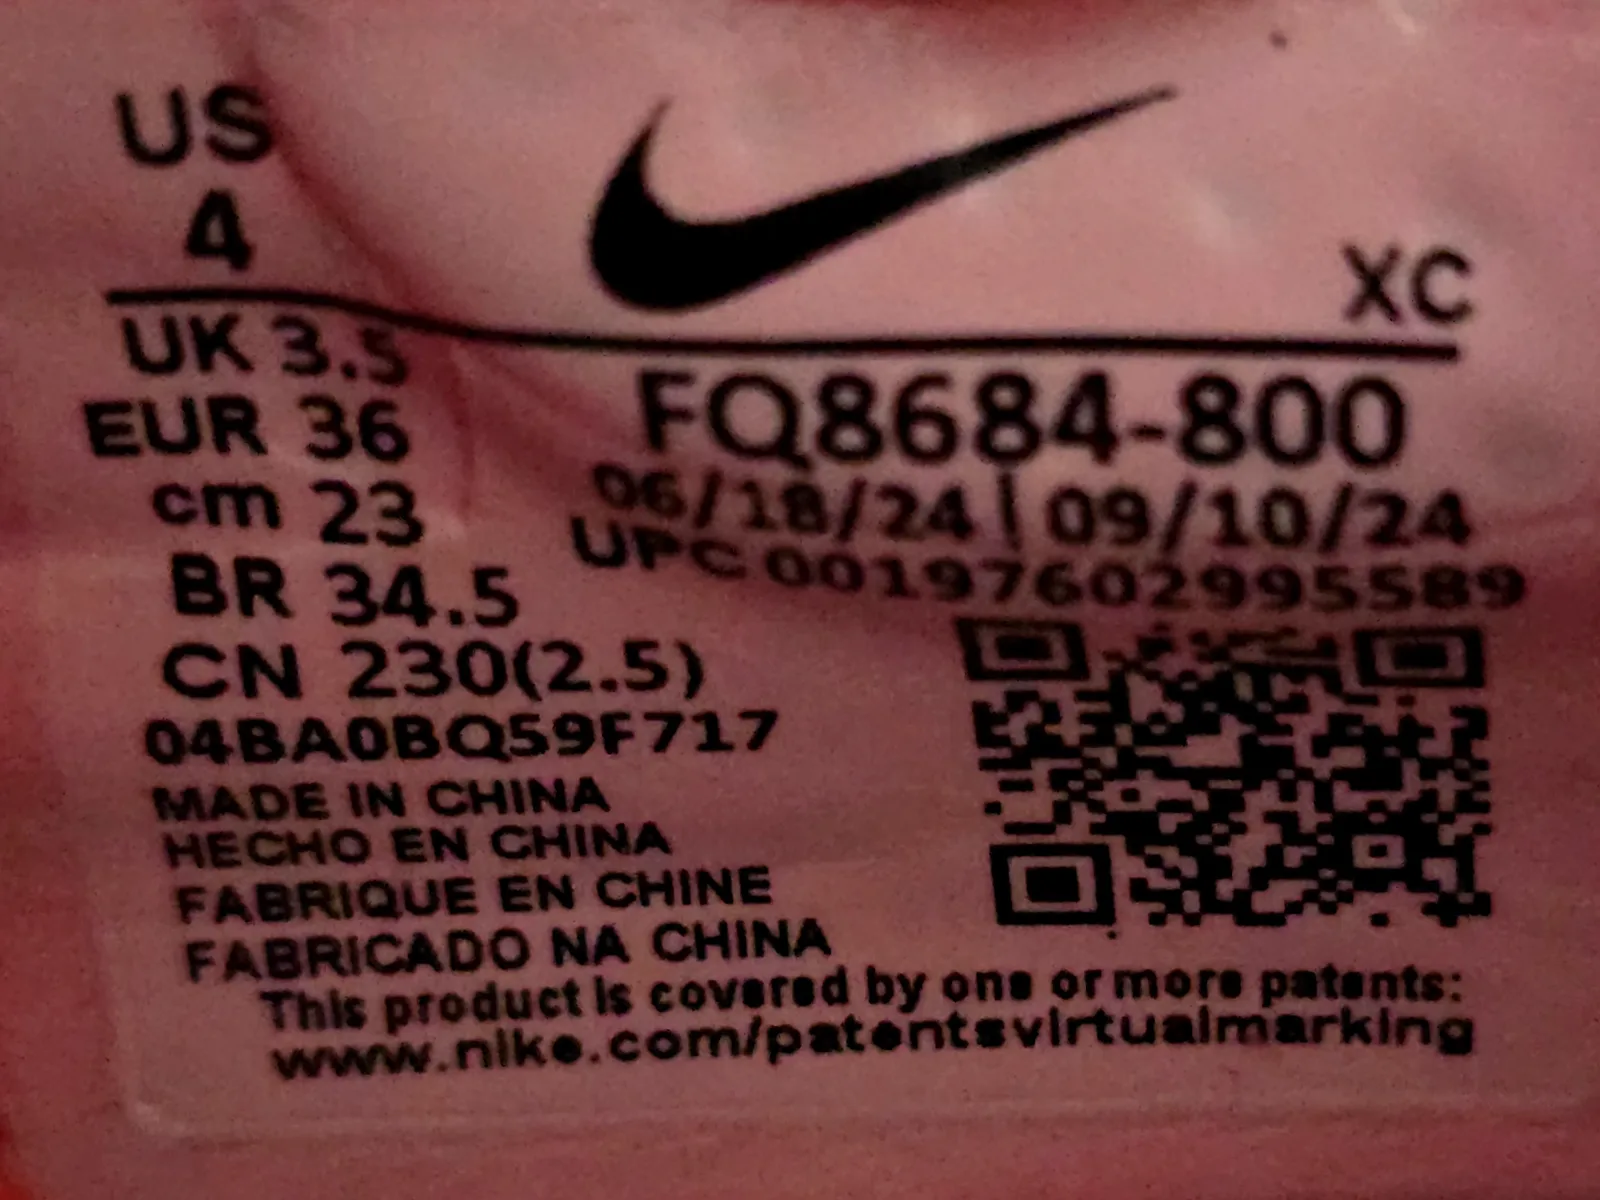 US
4
XC
UK 3.5
EUR 36
cm 23
BR 34.5
CN 230(2.5)
04BA0BQ59F717
FQ8684-800
06/18/24 | 09/10/24
UPC 00197602995589
MADE IN CHINA
HECHO EN CHINA
FABRIQUE EN CHINE
FABRICADO NA CHINA
This product is covered by one or more patents:
www.nike.com/patentsvirtualmarking